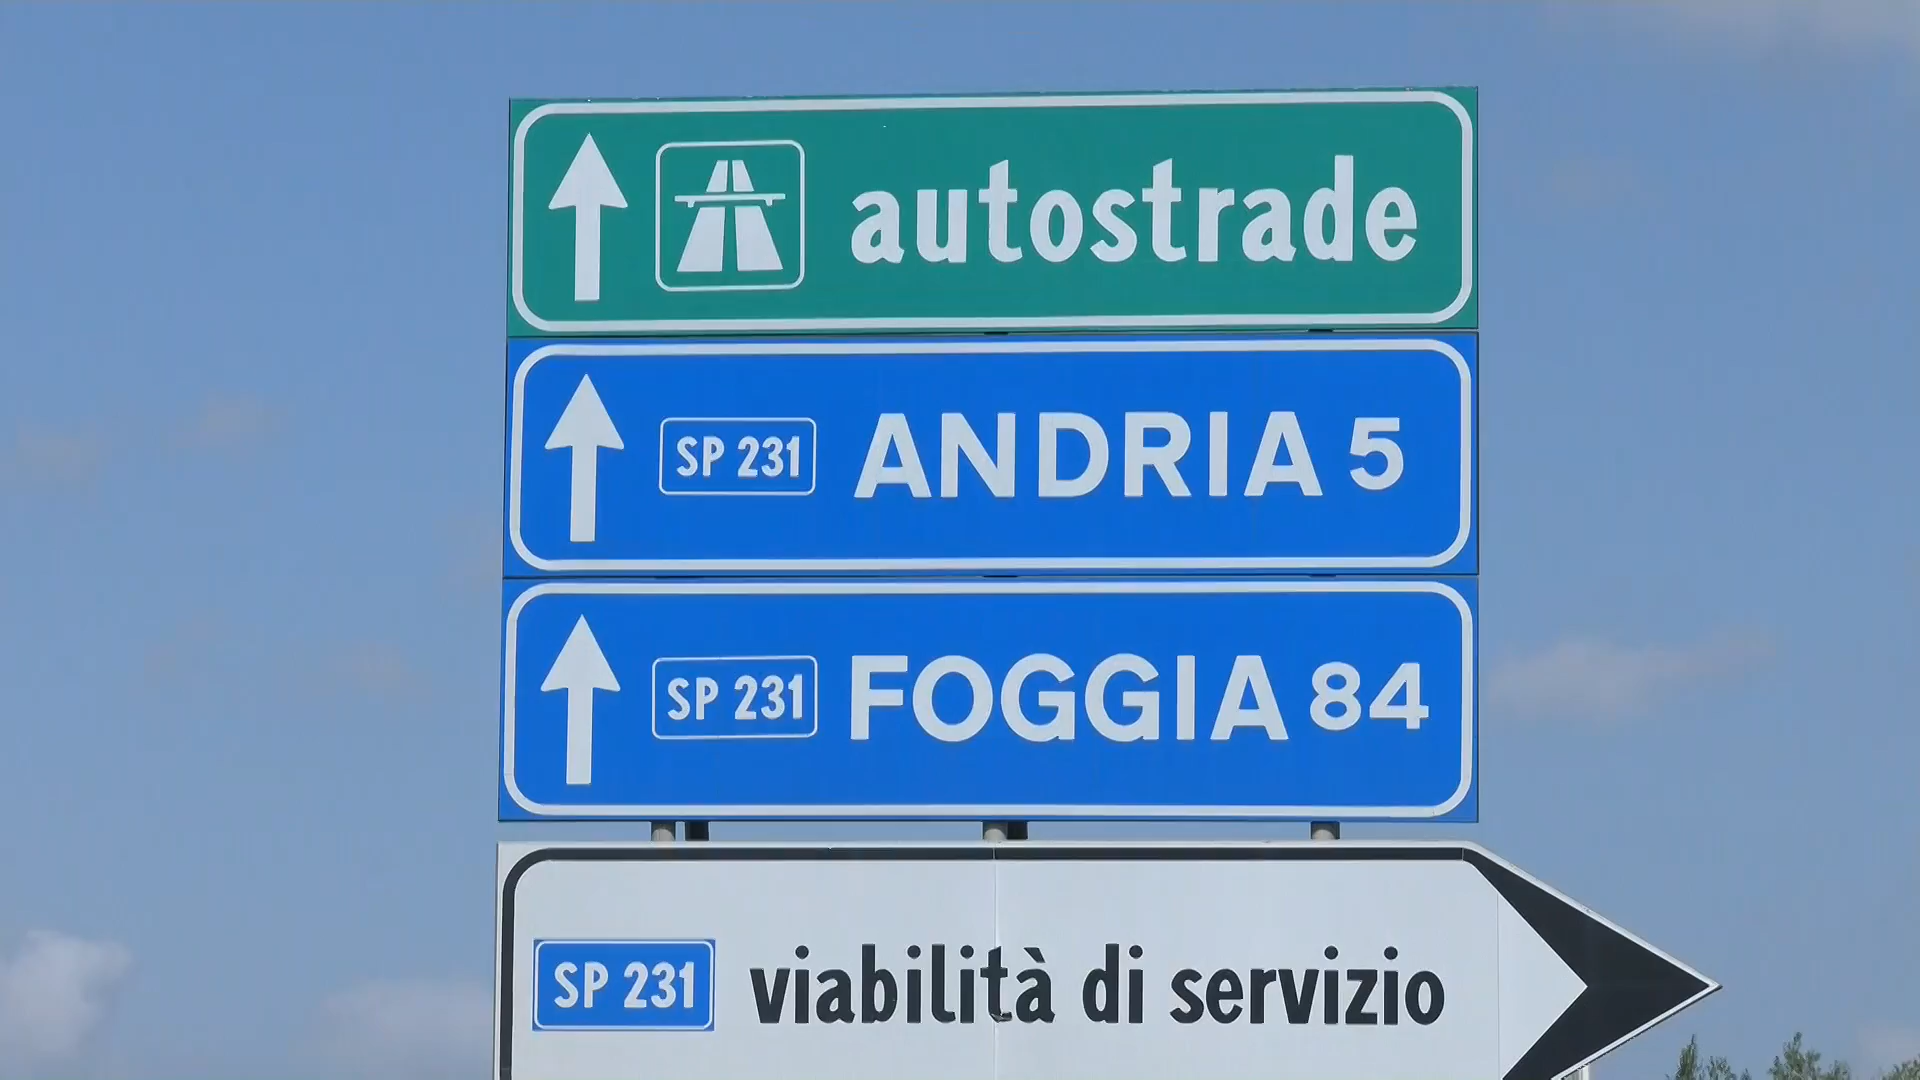 autostrade
SP 231 ANDRIA 5
SP 231 FOGGIA 84
SP 231 viabilità di servizio